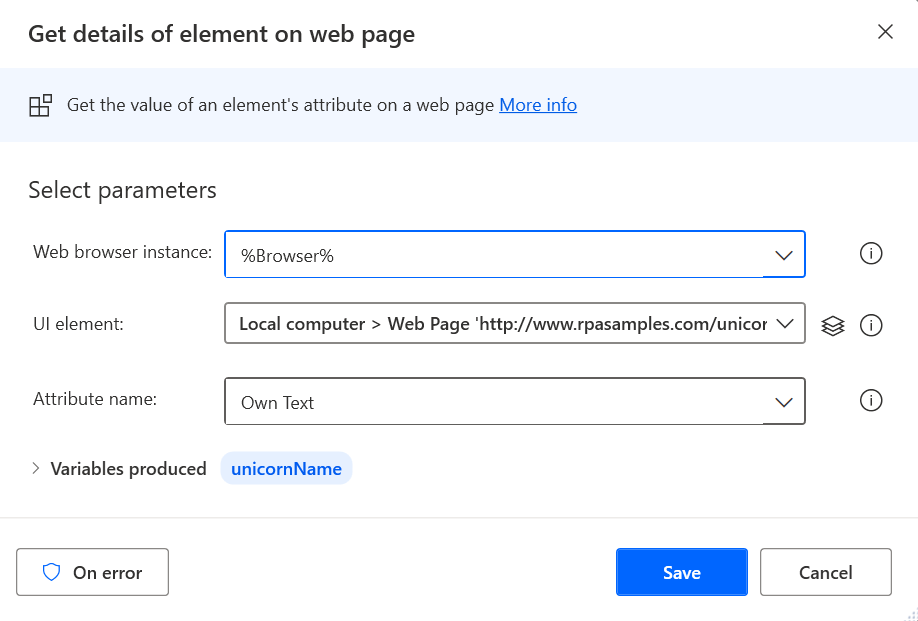 Get details of element on web page
Get the value of an element's attribute on a web page More info
Select parameters
Web browser instance: %Browser%
UI element: Local computer > Web Page 'http://www.rpasamples.com/unicor
Attribute name: Own Text
Variables produced unicornName
On error Save Cancel